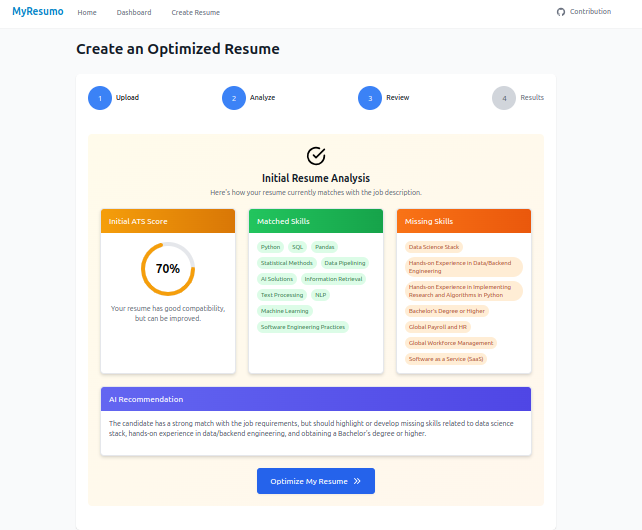 MyResumo
Home
Dashboard
Create Resume
Contribution
Create an Optimized Resume
1 Upload
2 Analyze
3 Review
4 Results
Initial Resume Analysis
Here's how your resume currently matches with the job description.
Initial ATS Score
70%
Your resume has good compatibility,
but can be improved.
Matched Skills
Python
SQL
Pandas
Statistical Methods
Data Pipelining
AI Solutions
Information Retrieval
Text Processing
NLP
Machine Learning
Software Engineering Practices
Missing Skills
Data Science Stack
Hands-on Experience in Data/Backend
Engineering
Hands-on Experience in Implementing
Research and Algorithms in Python
Bachelor's Degree or Higher
Global Payroll and HR
Global Workforce Management
Software as a Service (SaaS)
AI Recommendation
The candidate has a strong match with the job requirements, but should highlight or develop missing skills related to data science
stack, hands-on experience in data/backend engineering, and obtaining a Bachelor's degree or higher.
Optimize My Resume